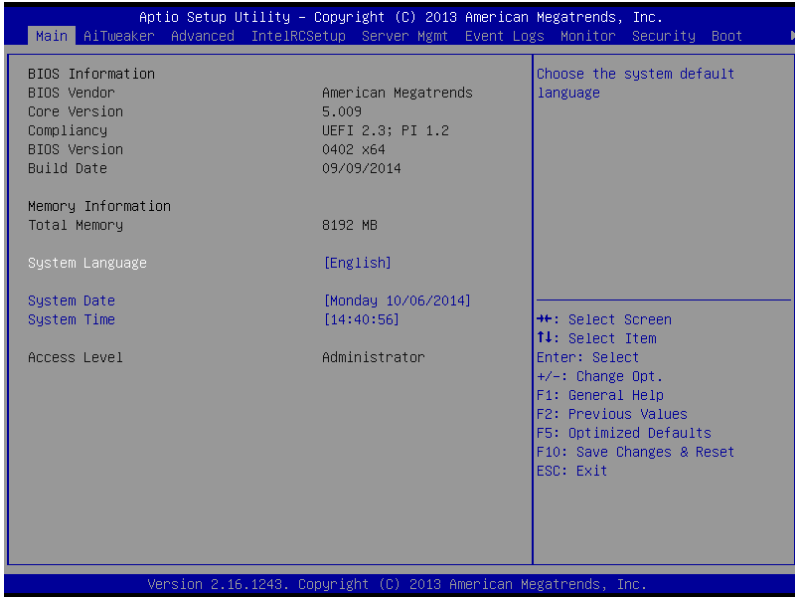 Aptio Setup Utility – Copyright (C) 2013 American Megatrends, Inc.
Main AiTweaker Advanced IntelRCSetup Server Mgmt Event Logs Monitor Security Boot
BIOS Information
BIOS Vendor American Megatrends
Core Version 5.009
Compliancy UEFI 2.3; PI 1.2
BIOS Version 0402 x64
Build Date 09/09/2014
Memory Information
Total Memory 8192 MB
System Language [English]
System Date [Monday 10/06/2014]
System Time [14:40:56]
Access Level Administrator
Choose the system default
language
→←: Select Screen
↑↓: Select Item
Enter: Select
+/-: Change Opt.
F1: General Help
F2: Previous Values
F5: Optimized Defaults
F10: Save Changes & Reset
ESC: Exit
Version 2.16.1243. Copyright (C) 2013 American Megatrends, Inc.